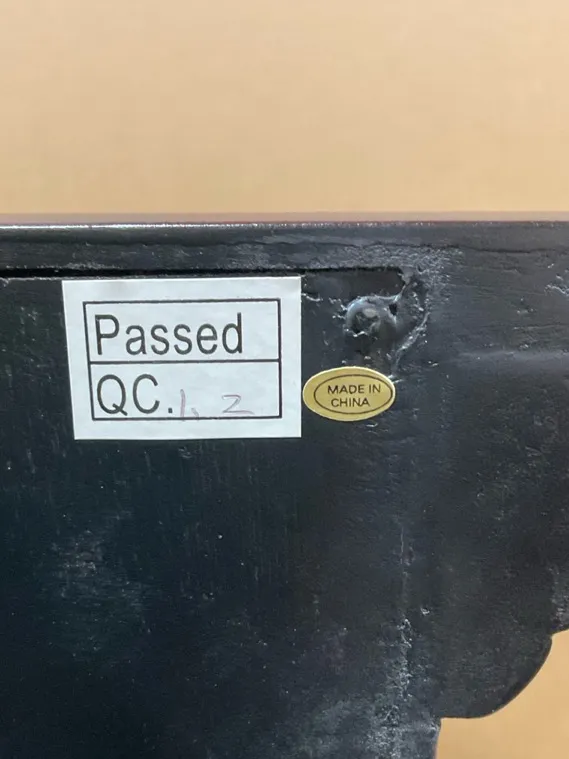 Passed
QC. 1, 2
MADE IN
CHINA